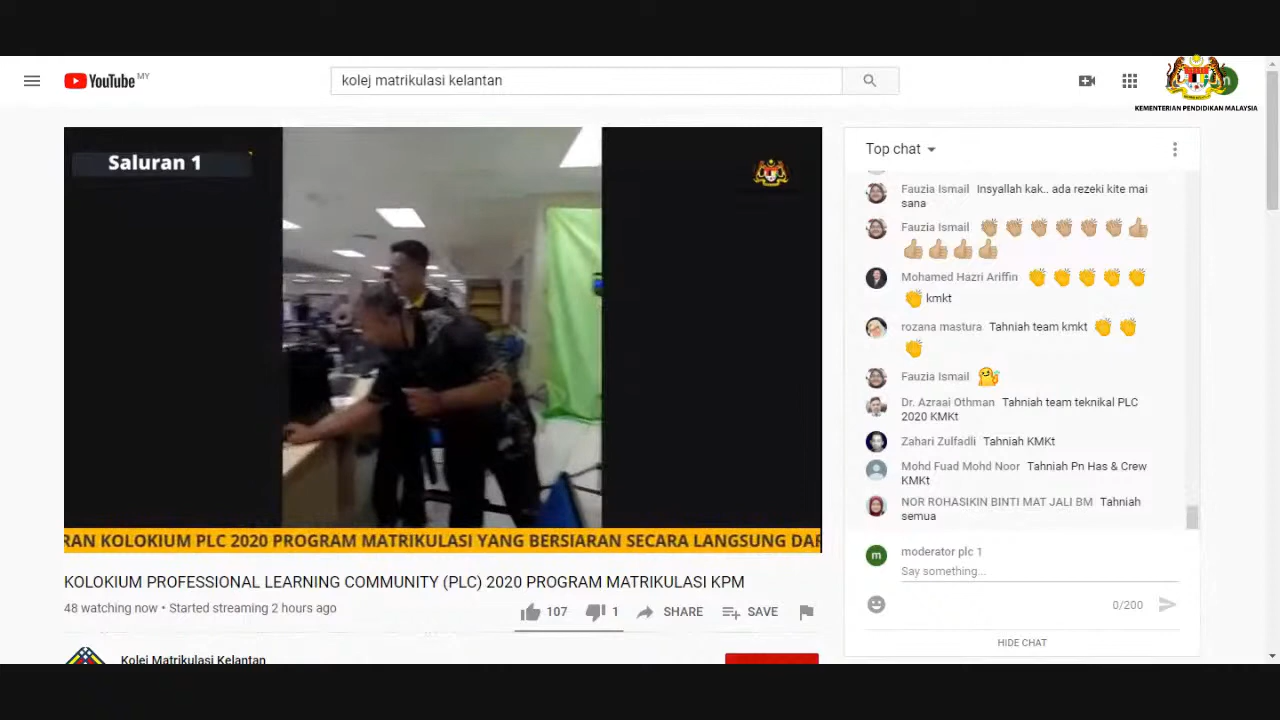 YouTube MY
kolej matrikulasi kelantan
KEMENTERIAN PENDIDIKAN MALAYSIA
Saluran 1
RAN KOLOKIUM PLC 2020 PROGRAM MATRIKULASI YANG BERSIARAN SECARA LANGSUNG DAR
KOLOKIUM PROFESSIONAL LEARNING COMMUNITY (PLC) 2020 PROGRAM MATRIKULASI KPM
48 watching now • Started streaming 2 hours ago
107
1
SHARE
SAVE
Kolej Matrikulasi Kelantan
Top chat
Fauzia Ismail Insyallah kak.. ada rezeki kite mai
sana
Fauzia Ismail 👏🏼👏🏼👏🏼👏🏼👏🏼👏🏼👍🏼
👍🏼👍🏼👍🏼👍🏼
Mohamed Hazri Ariffin 👏👏👏👏👏
👏 kmkt
rozana mastura Tahniah team kmkt 👏👏
👏
Fauzia Ismail 🤗
Dr. Azraai Othman Tahniah team teknikal PLC
2020 KMKt
Zahari Zulfadli Tahniah KMKt
Mohd Fuad Mohd Noor Tahniah Pn Has & Crew
KMKt
NOR ROHASIKIN BINTI MAT JALI BM Tahniah
semua
m
moderator plc 1
Say something...
0/200
HIDE CHAT